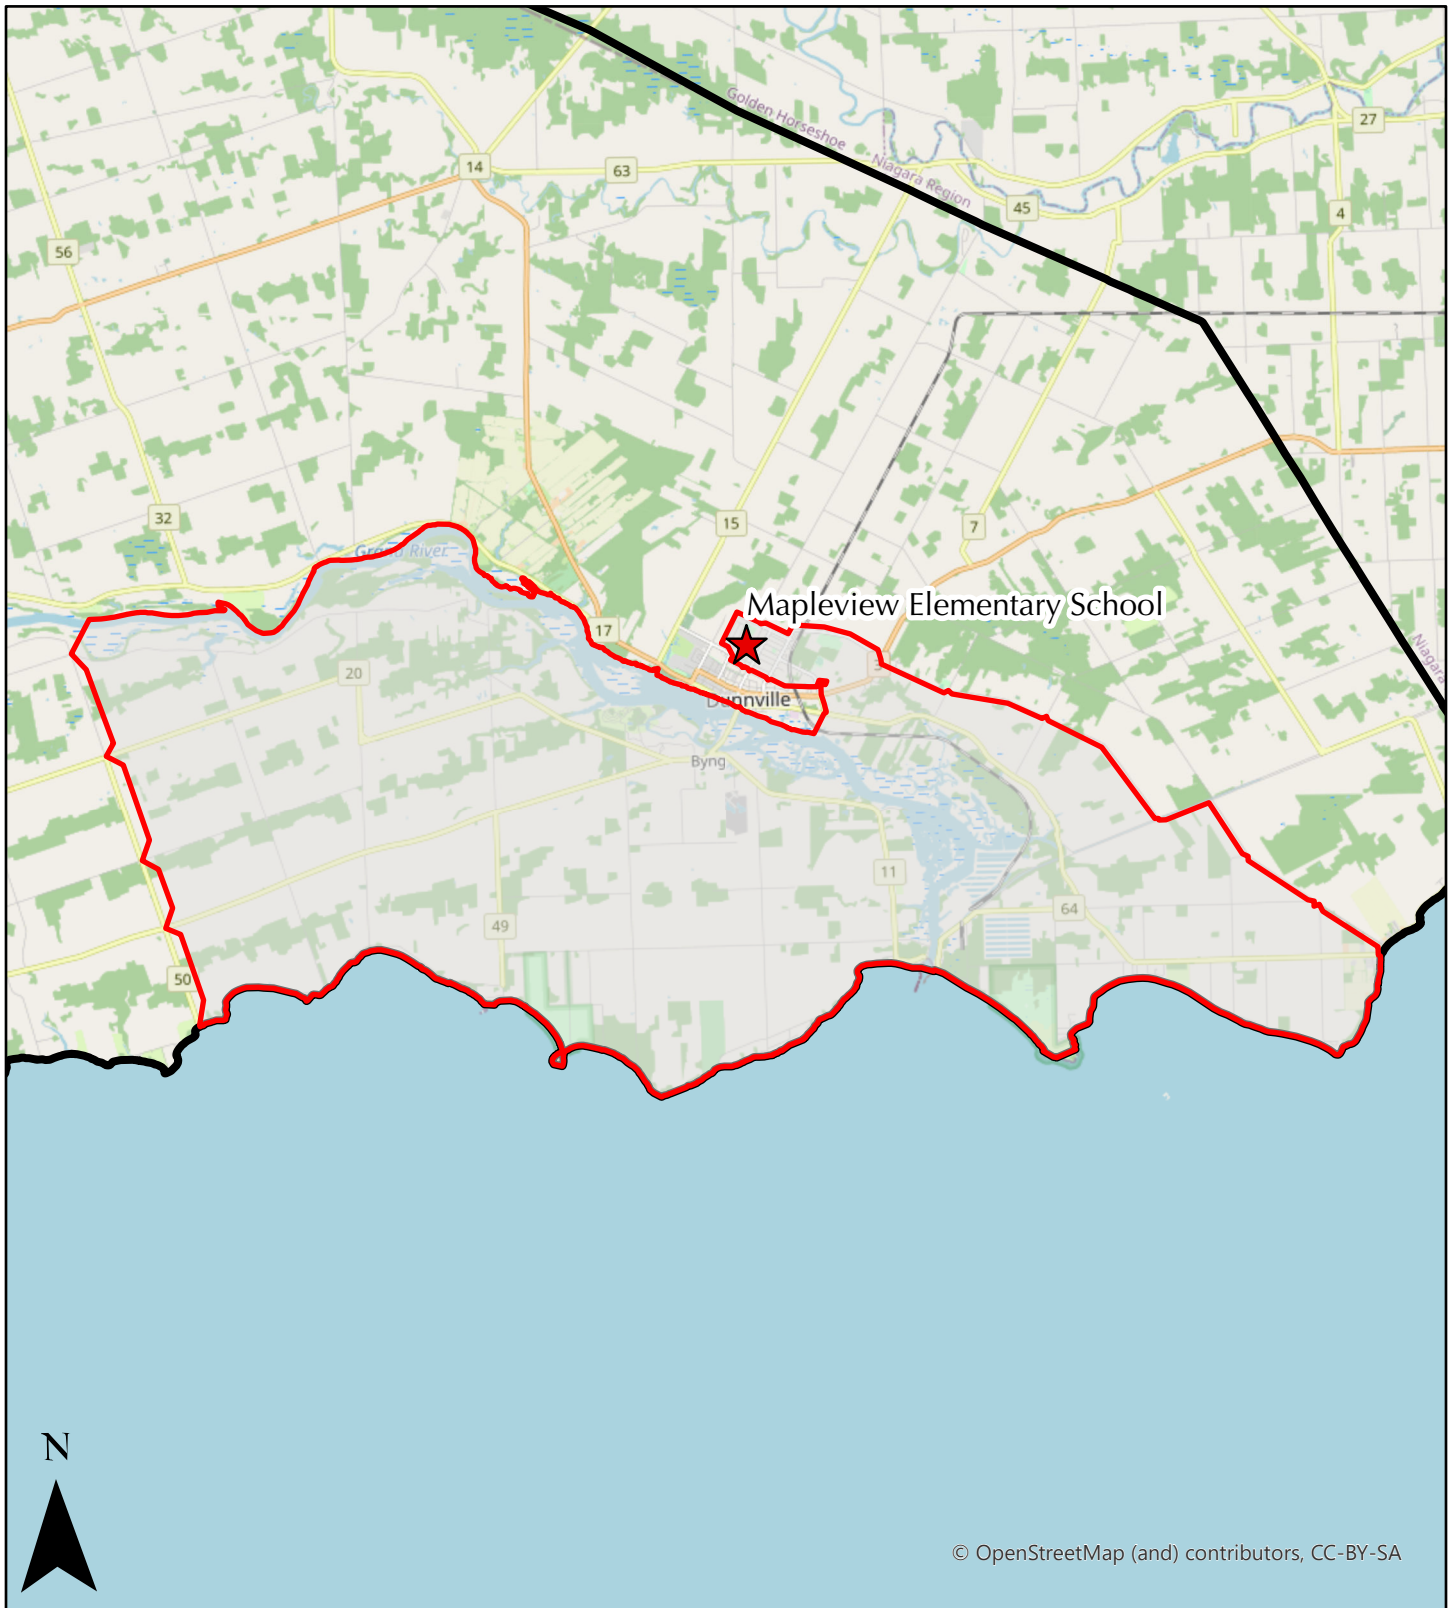 Golden Horseshoe
Niagara Region
27
14
63
45
4
56
32
15
7
Grand River
Mapleview Elementary School
17
3
20
Dunnville
Byng
11
49
64
50
N
© OpenStreetMap (and) contributors, CC-BY-SA